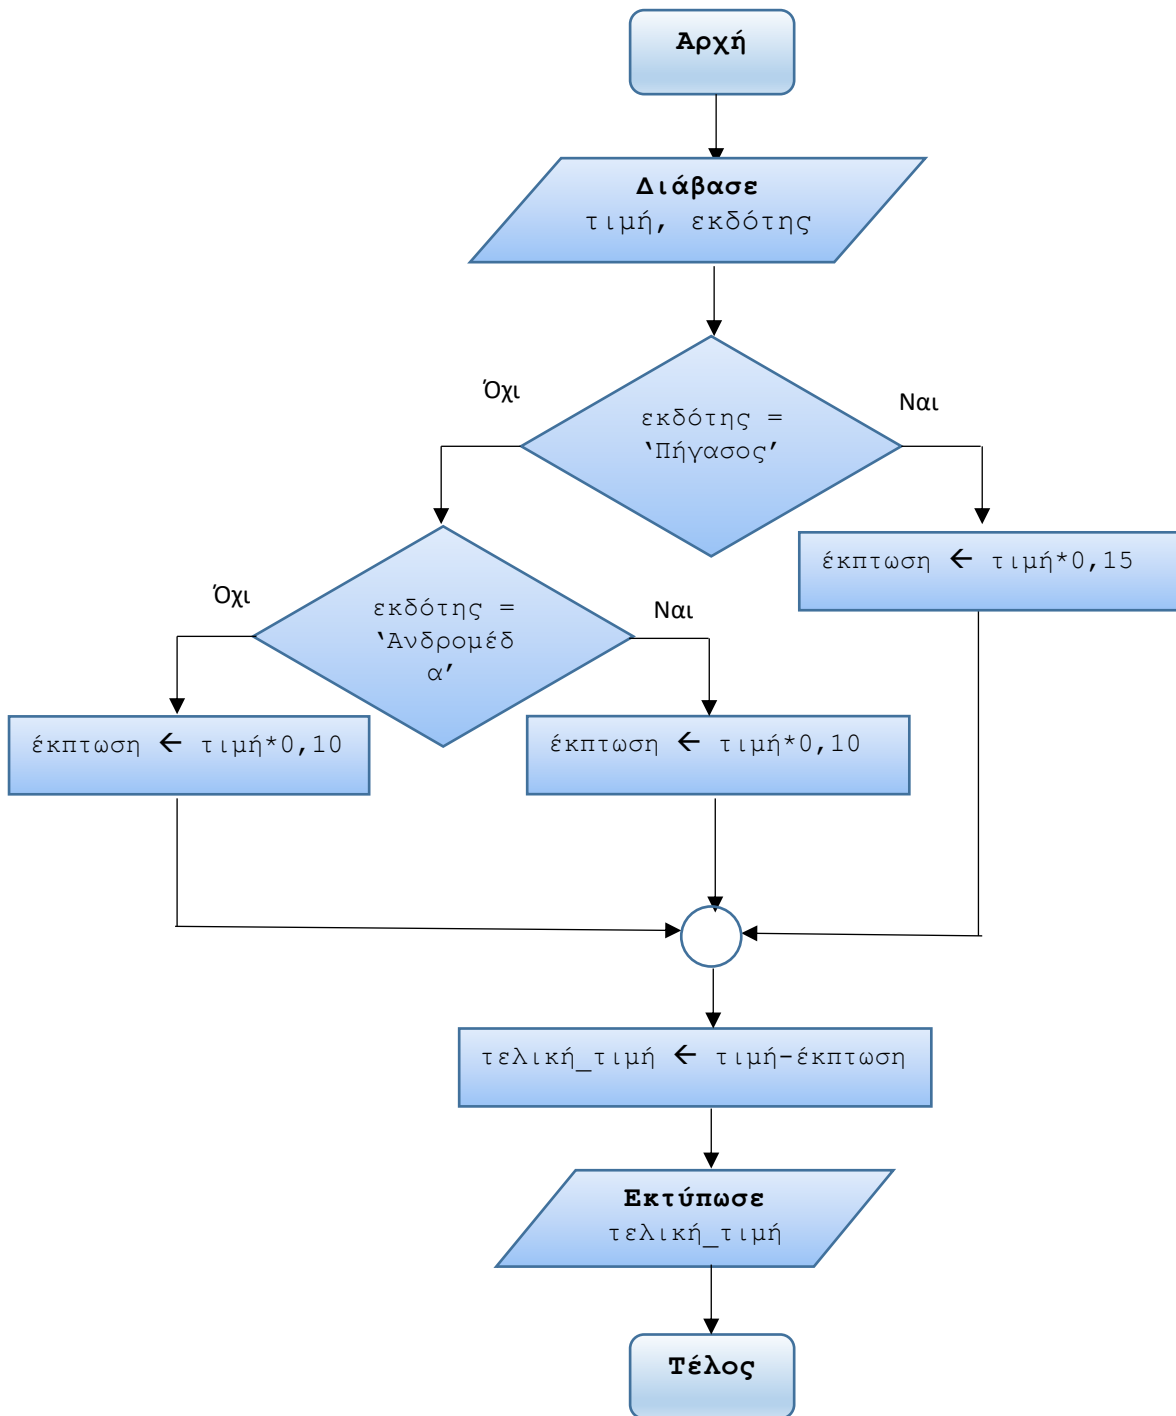 Αρχή
Διάβασε
τιμή, εκδότης
Όχι
Ναι
εκδότης =
‘Πήγασος’
έκπτωση ← τιμή*0,15
Όχι
Ναι
εκδότης =
‘Ανδρομέδ
α’
έκπτωση ← τιμή*0,10
έκπτωση ← τιμή*0,10
τελική_τιμή ← τιμή-έκπτωση
Εκτύπωσε
τελική_τιμή
Τέλος